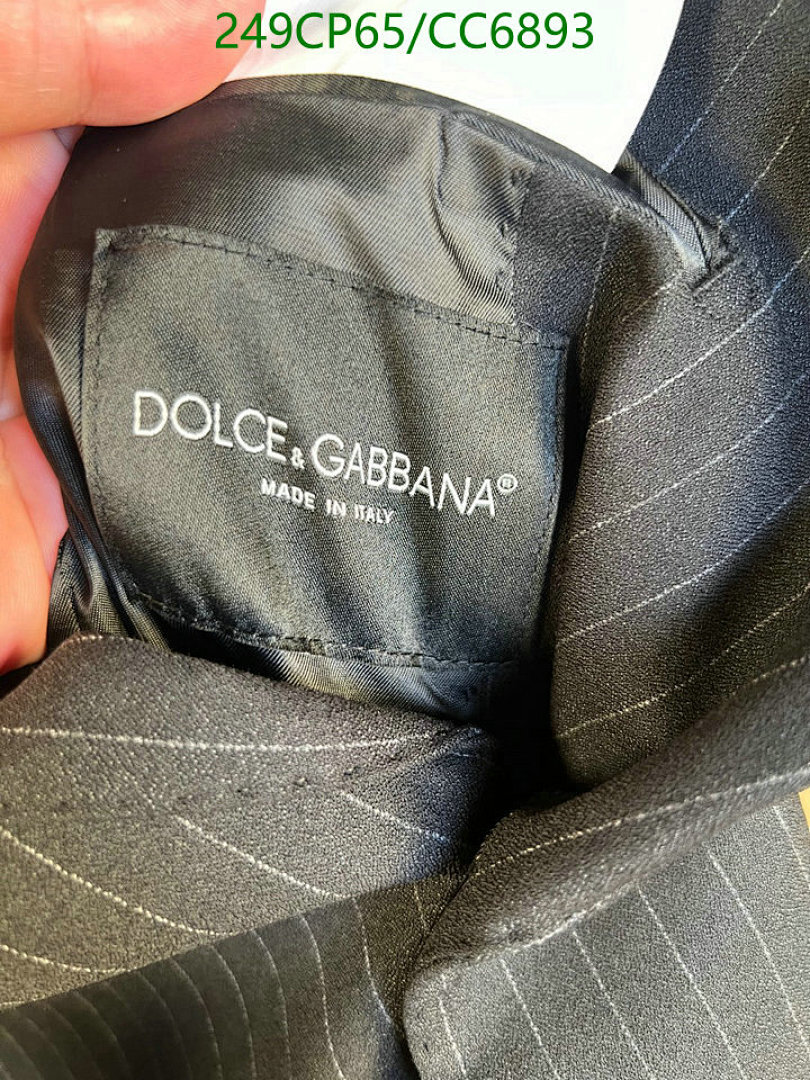 249CP65/CC6893
DOLCE & GABBANA®
MADE IN ITALY